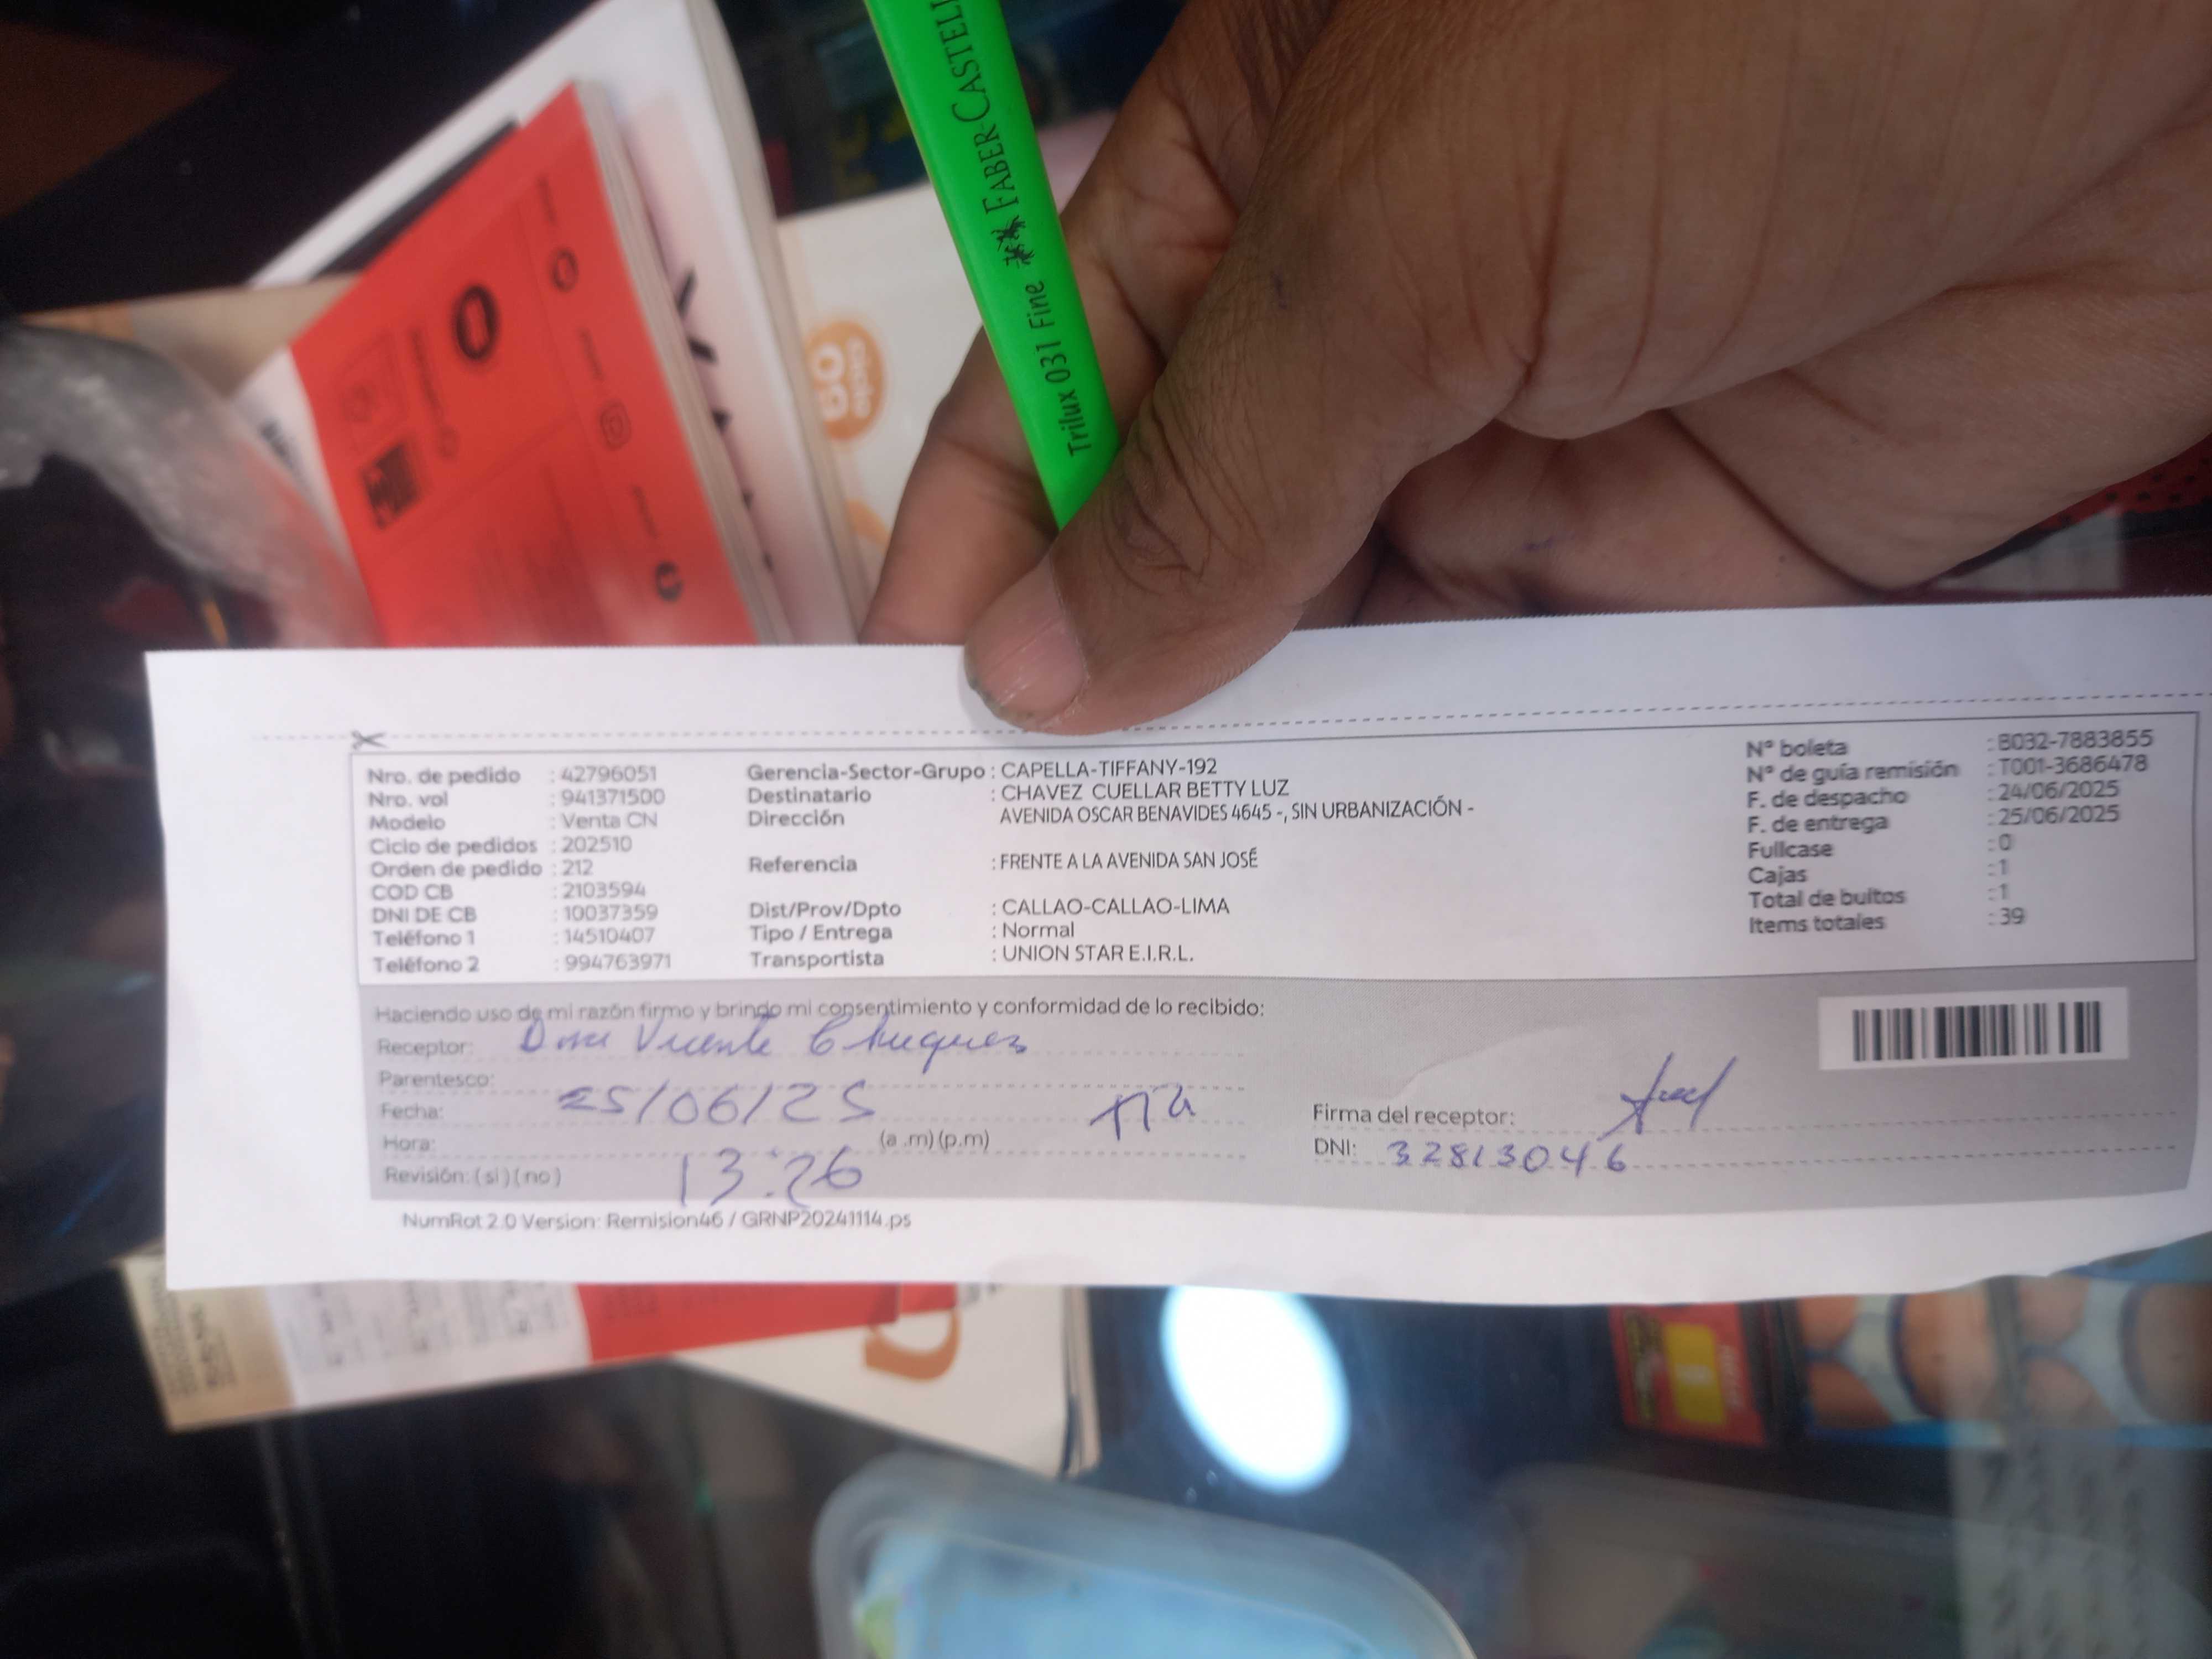 FABER-CASTELL
Trilux 031 Fine
ciclo
09
Nro. de pedido : 42796051
Nro. vol : 941371500
Modelo : Venta CN
Ciclo de pedidos : 202510
Orden de pedido : 212
COD CB : 2103594
DNI DE CB : 10037359
Teléfono 1 : 14510407
Teléfono 2 : 994763971
Gerencia-Sector-Grupo : CAPELLA-TIFFANY-192
Destinatario : CHAVEZ CUELLAR BETTY LUZ
Dirección AVENIDA OSCAR BENAVIDES 4645 -, SIN URBANIZACIÓN -
Referencia : FRENTE A LA AVENIDA SAN JOSÉ
Dist/Prov/Dpto : CALLAO-CALLAO-LIMA
Tipo / Entrega : Normal
Transportista : UNION STAR E.I.R.L.
N° boleta : B032-7883855
N° de guía remisión : T001-3686478
F. de despacho : 24/06/2025
F. de entrega : 25/06/2025
Fullcase : 0
Cajas : 1
Total de bultos : 1
Items totales : 39
Haciendo uso de mi razón firmo y brindo mi consentimiento y conformidad de lo recibido:
Receptor: Vicente
Parentesco:
Fecha: 25/06/25
Hora: (a .m) (p.m)
13:26
Revisión: ( si ) ( no )
Firma del receptor:
DNI: 32813046
NumRot 2.0 Version: Remision46 / GRNP20241114.ps